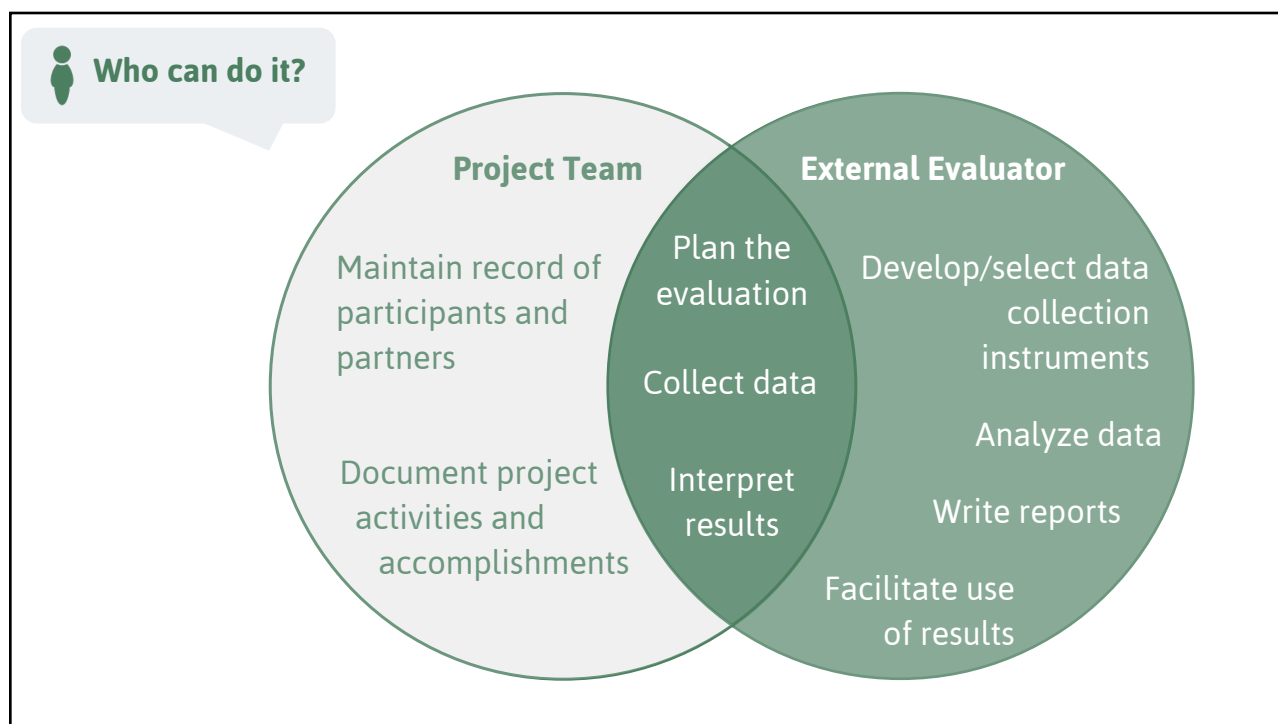 Who can do it?
Project Team
Maintain record of
participants and
partners
Document project
activities and
accomplishments
Plan the
evaluation
Collect data
Interpret
results
External Evaluator
Develop/select data
collection
instruments
Analyze data
Write reports
Facilitate use
of results